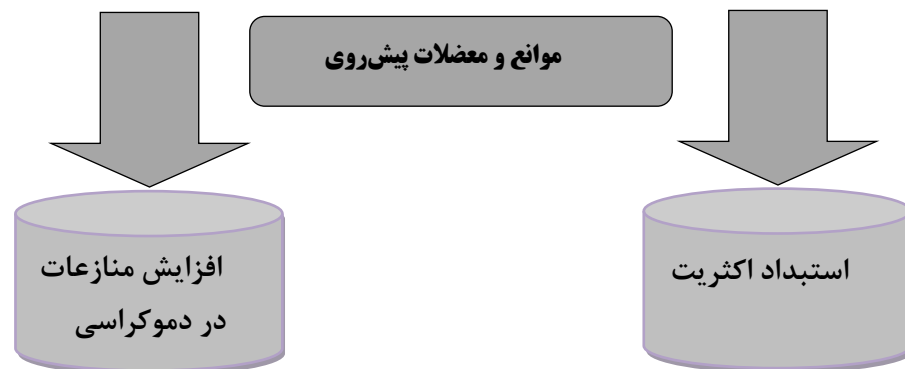 موانع و معضلات پیش‌روی
استبداد اکثریت
افزایش منازعات
در دموکراسی